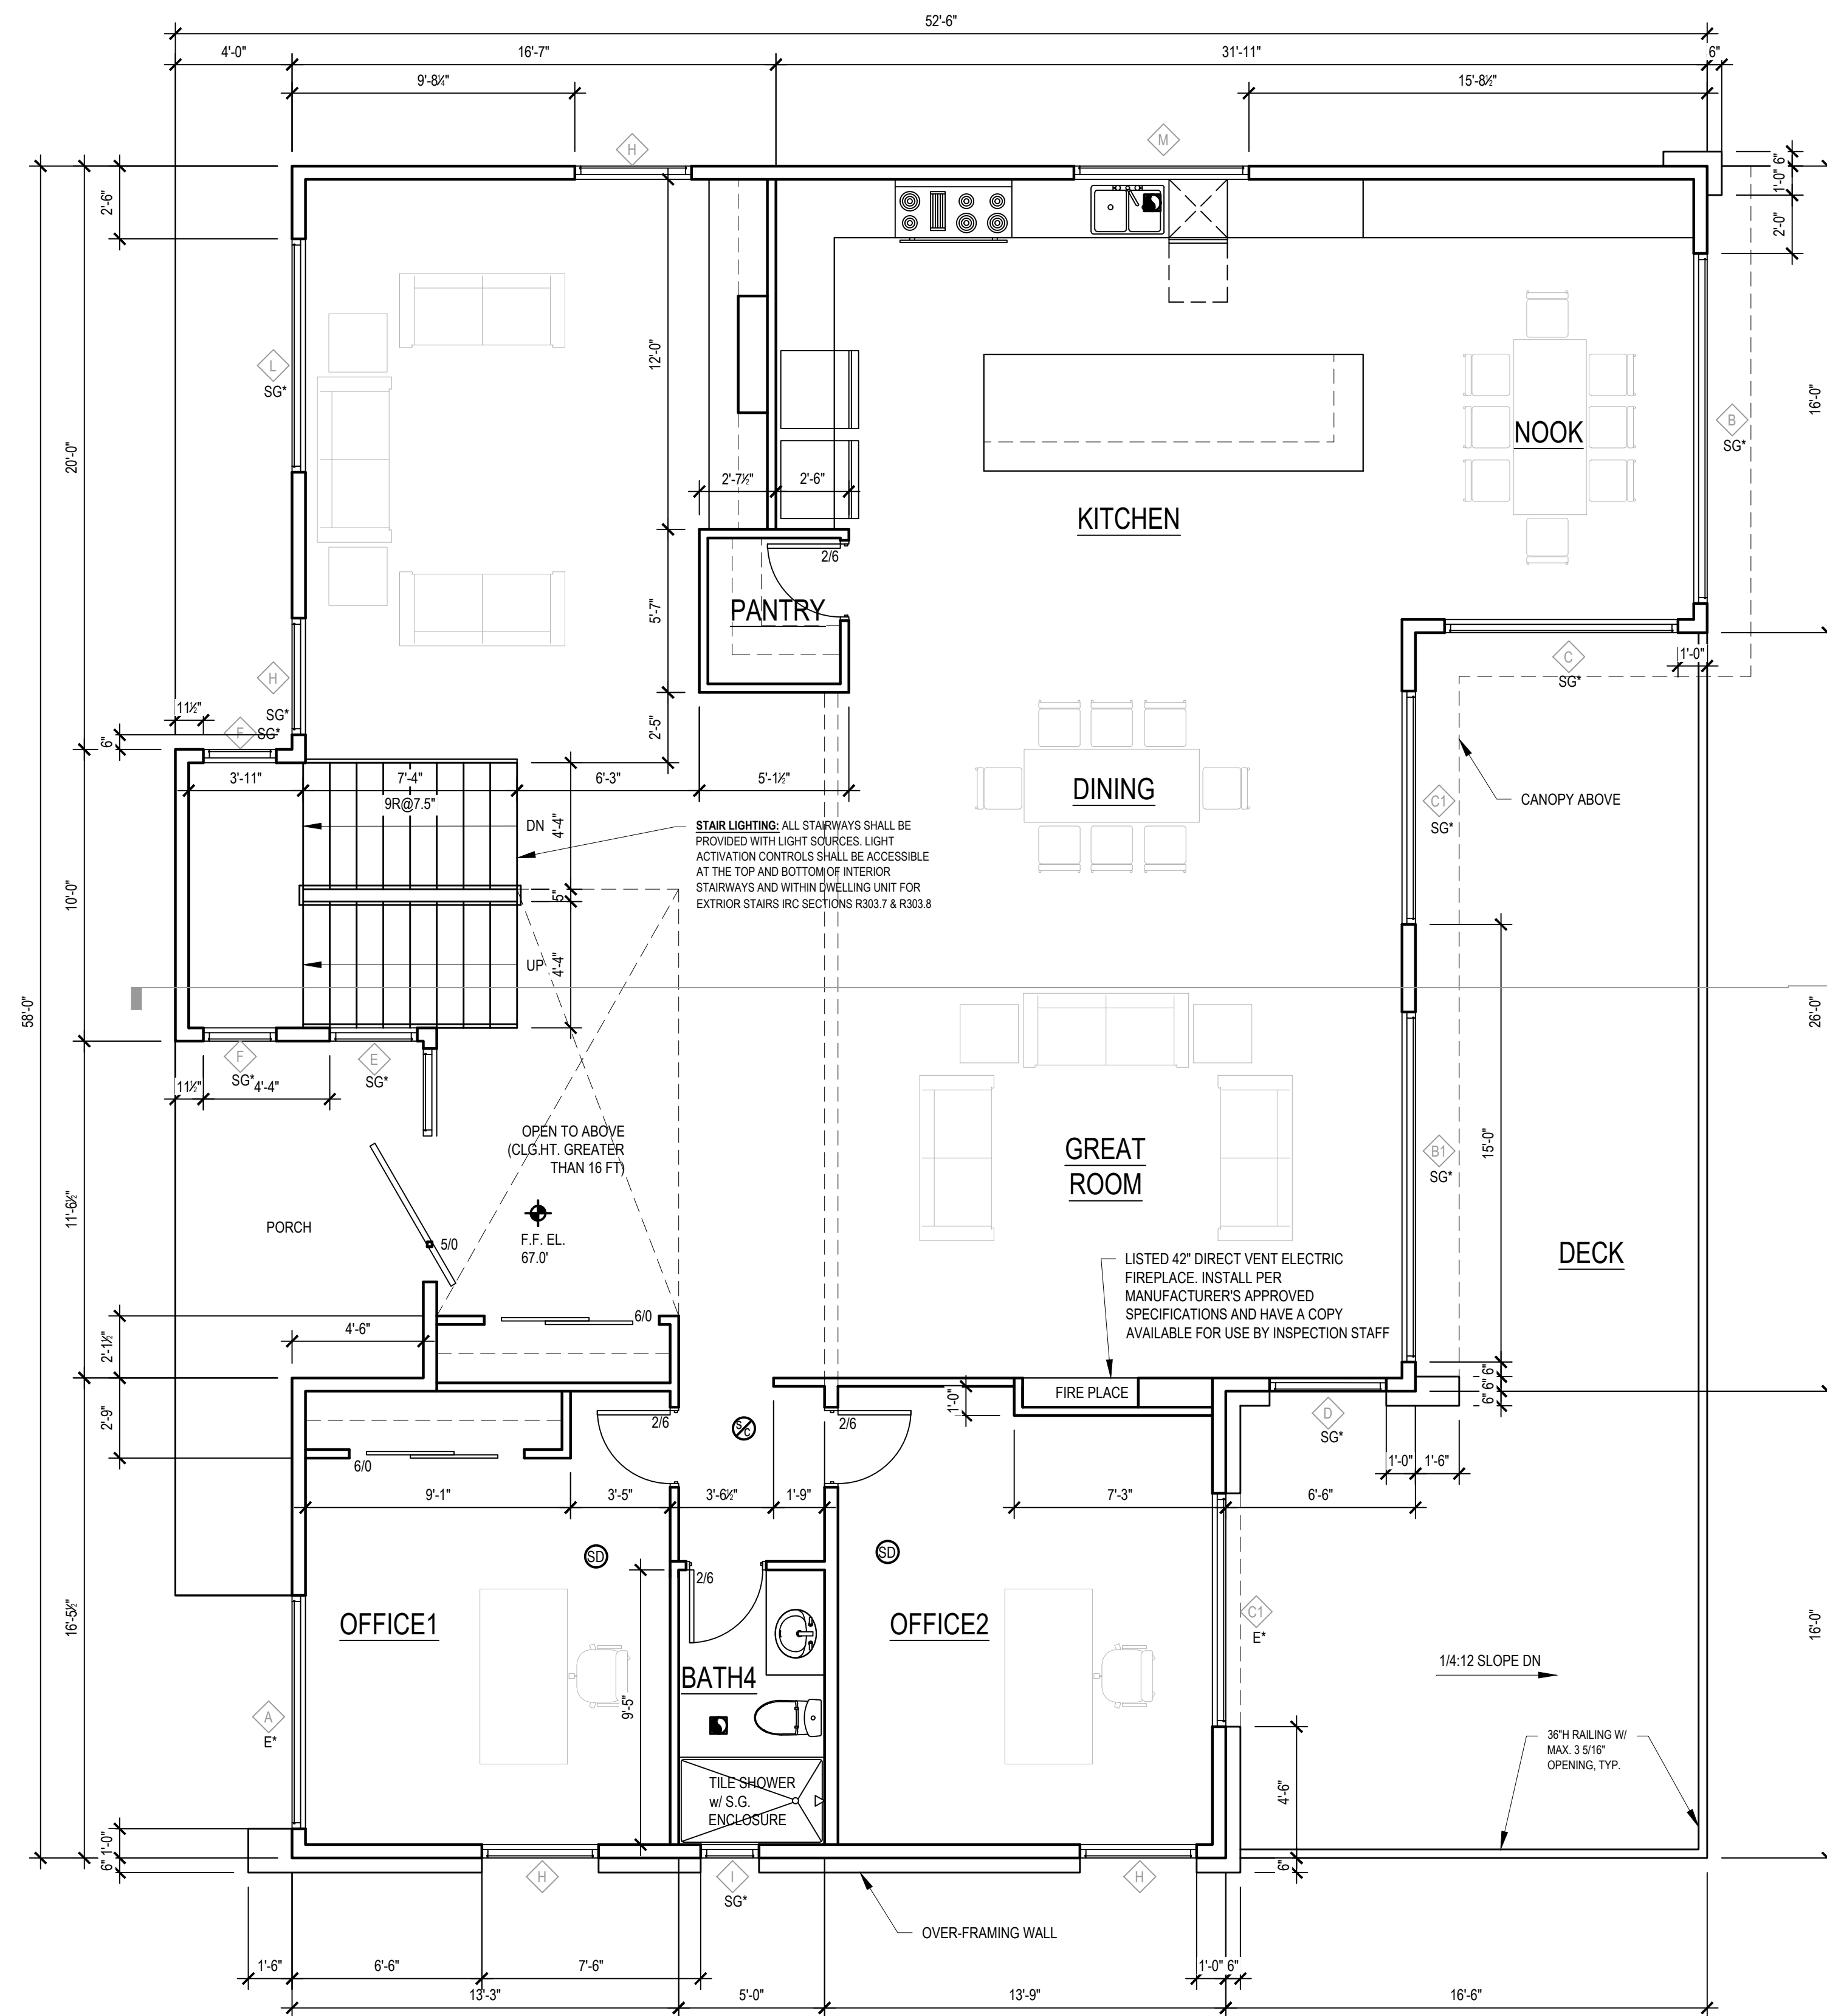 52'-6"
4'-0"
16'-7"
31'-11"
6"
9'-8¼"
15'-8½"
H
M
6"
1'-0"
2'-0"
2'-6"
12'-0"
L
SG*
NOOK
16'-0"
B
SG*
20'-0"
2'-7½"
2'-6"
KITCHEN
2/6
PANTRY
5'-7"
H
SG*
C
SG*
1'-0"
11½"
F
SG*
6"
2'-5"
3'-11"
7'-4"
6'-3"
5'-1½"
9R@7.5"
DINING
C1
SG*
CANOPY ABOVE
DN
4'-4"
STAIR LIGHTING: ALL STAIRWAYS SHALL BE
PROVIDED WITH LIGHT SOURCES. LIGHT
ACTIVATION CONTROLS SHALL BE ACCESSIBLE
AT THE TOP AND BOTTOM OF INTERIOR
STAIRWAYS AND WITHIN DWELLING UNIT FOR
EXTRIOR STAIRS IRC SECTIONS R303.7 & R303.8
10'-0"
5"
UP
4'-4"
58'-0"
26'-0"
F
SG*
E
SG*
11½"
4'-4"
OPEN TO ABOVE
(CLG.HT. GREATER
THAN 16 FT)
GREAT
ROOM
B1
SG*
15'-0"
11'-6½"
PORCH
5/0
F.F. EL.
67.0'
DECK
LISTED 42" DIRECT VENT ELECTRIC
FIREPLACE. INSTALL PER
MANUFACTURER'S APPROVED
SPECIFICATIONS AND HAVE A COPY
AVAILABLE FOR USE BY INSPECTION STAFF
2'-1½"
4'-6"
6/0
FIRE PLACE
1'-0"
6"
6"
6"
2'-9"
2/6
S/C
2/6
D
SG*
6/0
1'-0"
1'-6"
9'-1"
3'-5"
3'-6½"
1'-9"
7'-3"
6'-6"
SD
SD
2/6
16'-5½"
OFFICE1
OFFICE2
C1
E*
16'-0"
BATH4
9'-5"
1/4:12 SLOPE DN
A
E*
36"H RAILING W/
MAX. 3 5/16"
OPENING, TYP.
TILE SHOWER
w/ S.G.
ENCLOSURE
4'-6"
1'-0"
6"
6"
H
I
SG*
H
OVER-FRAMING WALL
1'-6"
6'-6"
7'-6"
1'-0"
6"
13'-3"
5'-0"
13'-9"
16'-6"
SG*